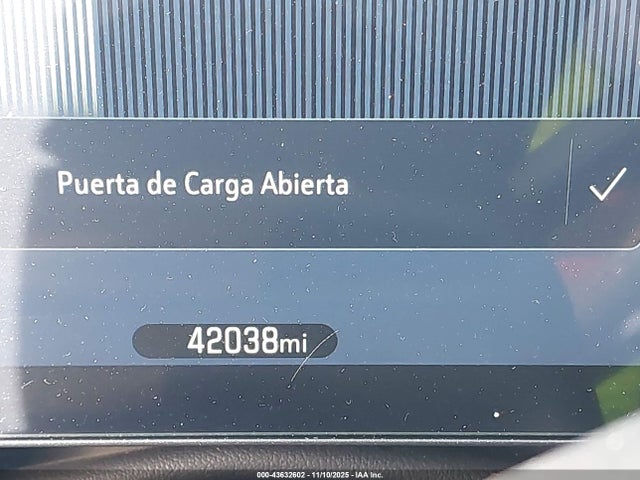 Puerta de Carga Abierta
42038mi
000-43632602 - 11/10/2025 - IAA Inc.